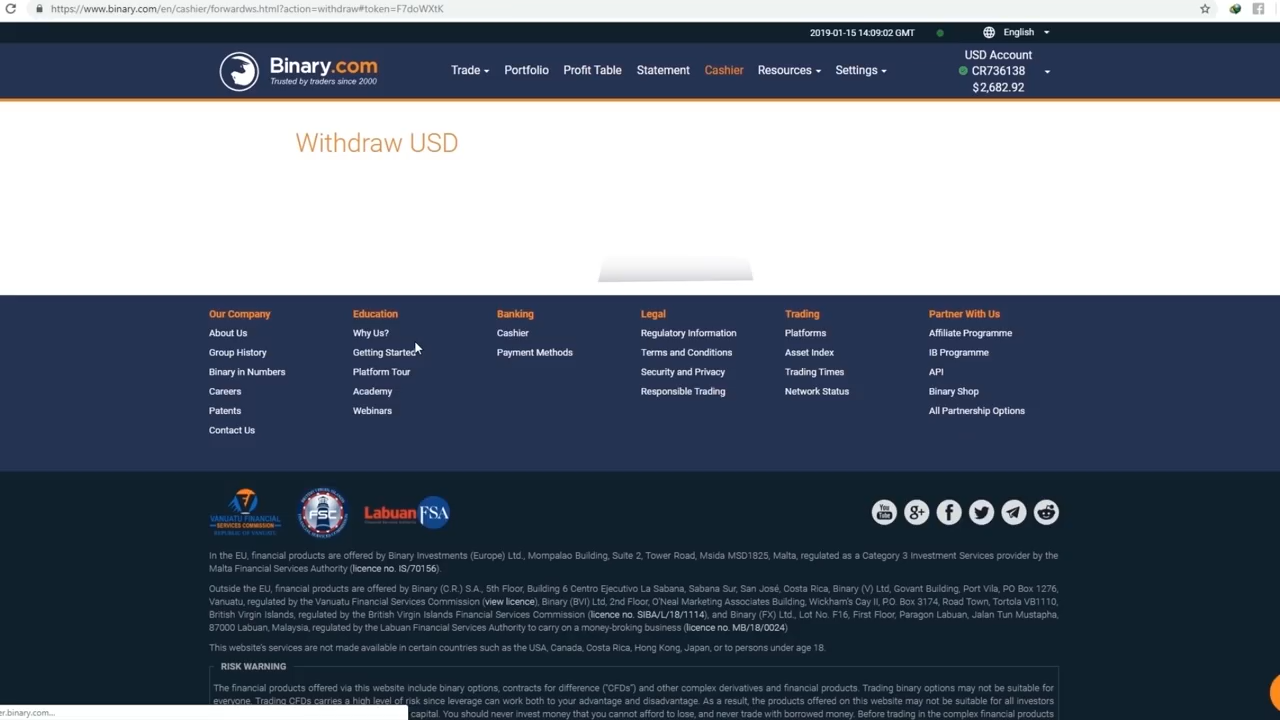 https://www.binary.com/en/cashier/forwardws.html?action=withdraw#token=F7doWXtK
2019-01-15 14:09:02 GMT
English
Binary.com
Trusted by traders since 2000
Trade
Portfolio
Profit Table
Statement
Cashier
Resources
Settings
USD Account
CR736138
$2,682.92
Withdraw USD
Our Company
About Us
Group History
Binary in Numbers
Careers
Patents
Contact Us
Education
Why Us?
Getting Started
Platform Tour
Academy
Webinars
Banking
Cashier
Payment Methods
Legal
Regulatory Information
Terms and Conditions
Security and Privacy
Responsible Trading
Trading
Platforms
Asset Index
Trading Times
Network Status
Partner With Us
Affiliate Programme
IB Programme
API
Binary Shop
All Partnership Options
VANUATU FINANCIAL
SERVICES COMMISSION
REPUBLIC OF VANUATU
FSC
Labuan FSA
You Tube
In the EU, financial products are offered by Binary Investments (Europe) Ltd., Mompalao Building, Suite 2, Tower Road, Msida MSD1825, Malta, regulated as a Category 3 Investment Services provider by the
Malta Financial Services Authority (licence no. IS/70156).
Outside the EU, financial products are offered by Binary (C.R.) S.A., 5th Floor, Building 6 Centro Ejecutivo La Sabana, Sabana Sur, San José, Costa Rica, Binary (V) Ltd, Govant Building, Port Vila, PO Box 1276,
Vanuatu, regulated by the Vanuatu Financial Services Commission (view licence), Binary (BVI) Ltd, 2nd Floor, O'Neal Marketing Associates Building, Wickham's Cay II, P.O. Box 3174, Road Town, Tortola VB1110,
British Virgin Islands, regulated by the British Virgin Islands Financial Services Commission (licence no. SIBA/L/18/1114), and Binary (FX) Ltd., Lot No. F16, First Floor, Paragon Labuan, Jalan Tun Mustapha,
87000 Labuan, Malaysia, regulated by the Labuan Financial Services Authority to carry on a money-broking business (licence no. MB/18/0024)
This website's services are not made available in certain countries such as the USA, Canada, Costa Rica, Hong Kong, Japan, or to persons under age 18.
RISK WARNING
The financial products offered via this website include binary options, contracts for difference ("CFDs") and other complex derivatives and financial products. Trading binary options may not be suitable for
everyone. Trading CFDs carries a high level of risk since leverage can work both to your advantage and disadvantage. As a result, the products offered on this website may not be suitable for all investors
capital. You should never invest money that you cannot afford to lose, and never trade with borrowed money. Before trading in the complex financial products
er.binary.com...